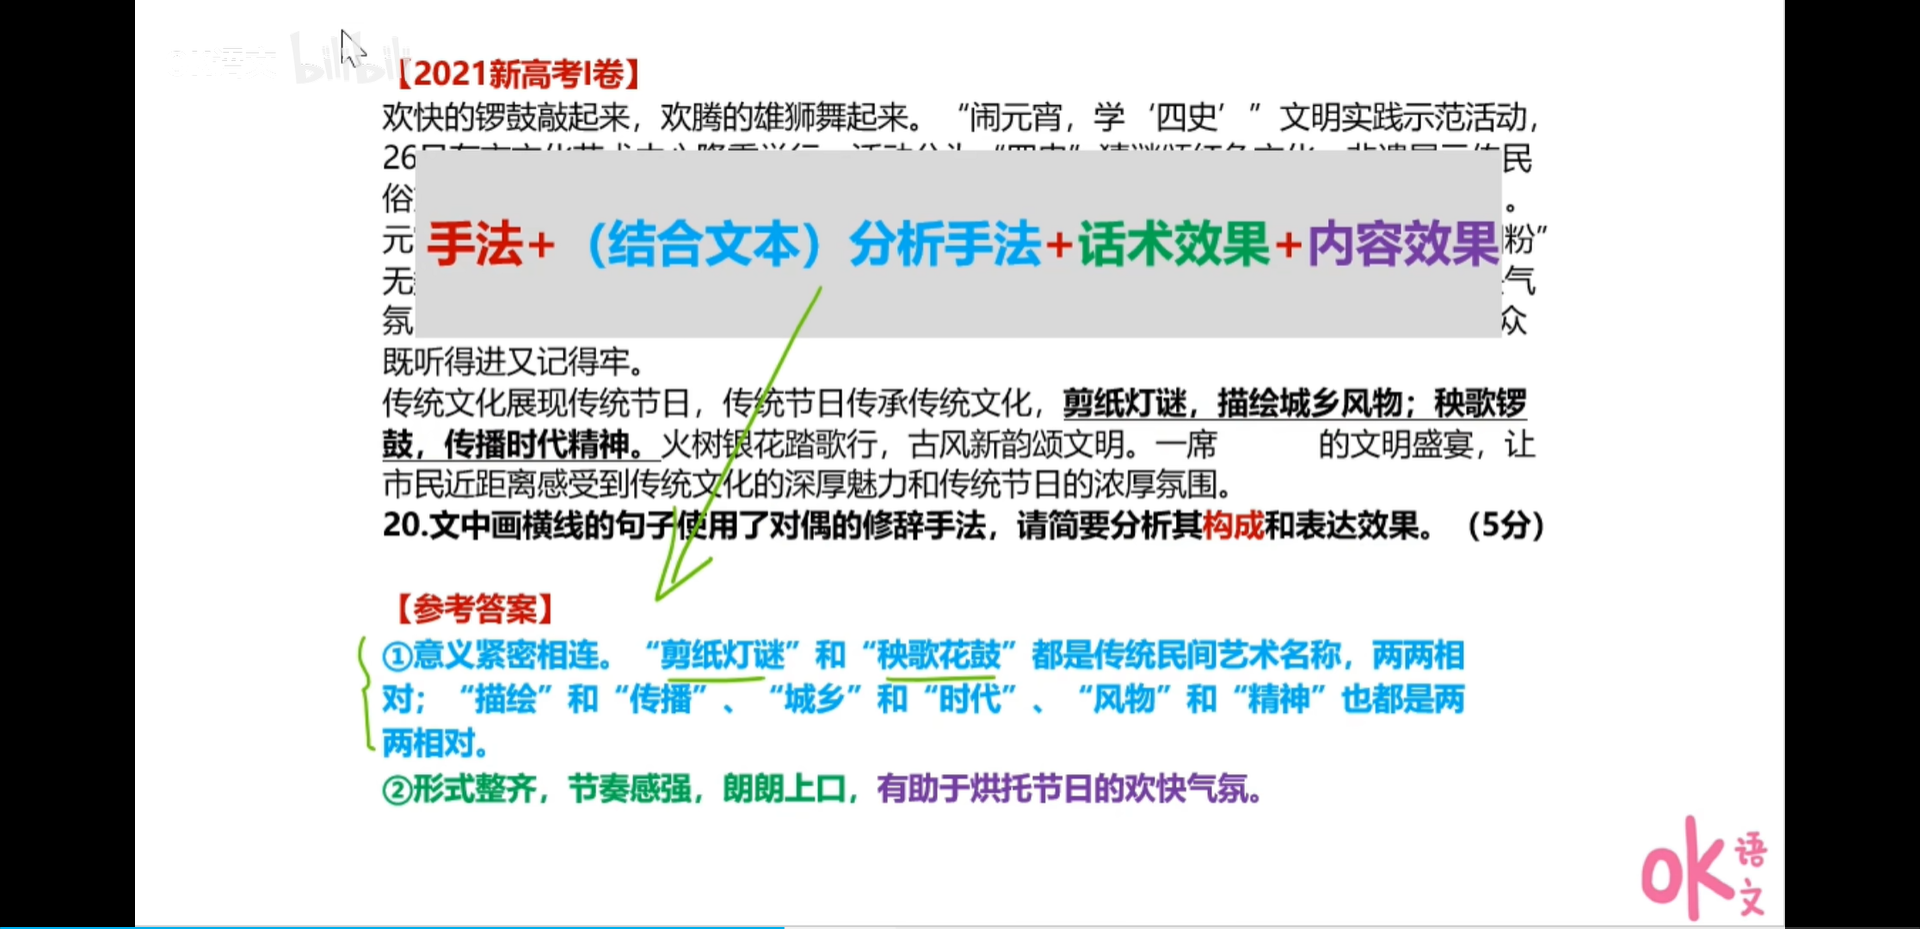 bilibili
【2021新高考I卷】
欢快的锣鼓敲起来，欢腾的雄狮舞起来。“闹元宵，学‘四史’”文明实践示范活动，
26 民
俗 。
手法+（结合文本）分析手法+话术效果+内容效果
元 粉”
无 气
氛 众
既听得进又记得牢。
传统文化展现传统节日，传统节日传承传统文化，剪纸灯谜，描绘城乡风物；秧歌锣
鼓，传播时代精神。火树银花踏歌行，古风新韵颂文明。一席 的文明盛宴，让
市民近距离感受到传统文化的深厚魅力和传统节日的浓厚氛围。
20.文中画横线的句子使用了对偶的修辞手法，请简要分析其构成和表达效果。（5分）
【参考答案】
①意义紧密相连。“剪纸灯谜”和“秧歌花鼓”都是传统民间艺术名称，两两相
对；“描绘”和“传播”、“城乡”和“时代”、“风物”和“精神”也都是两
两相对。
②形式整齐，节奏感强，朗朗上口，有助于烘托节日的欢快气氛。
ok语文